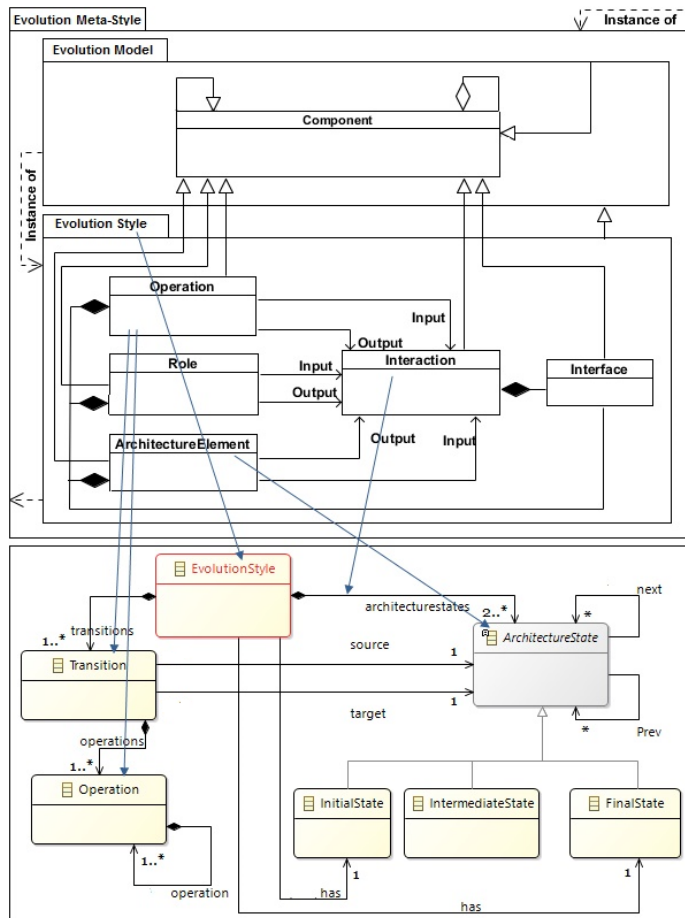 Evolution Meta-Style
Instance of
Evolution Model
Component
Instance of
Evolution Style
Operation
Input
Output
Role
Input
Interaction
Interface
Output
ArchitectureElement
Output
Input
EvolutionStyle
architecturestates
2..*
*
next
transitions
1..*
ArchitectureState
source
1
Transition
1
target
*
Prev
operations
1..*
Operation
InitialState
IntermediateState
FinalState
1..*
operation
1
has
1
has